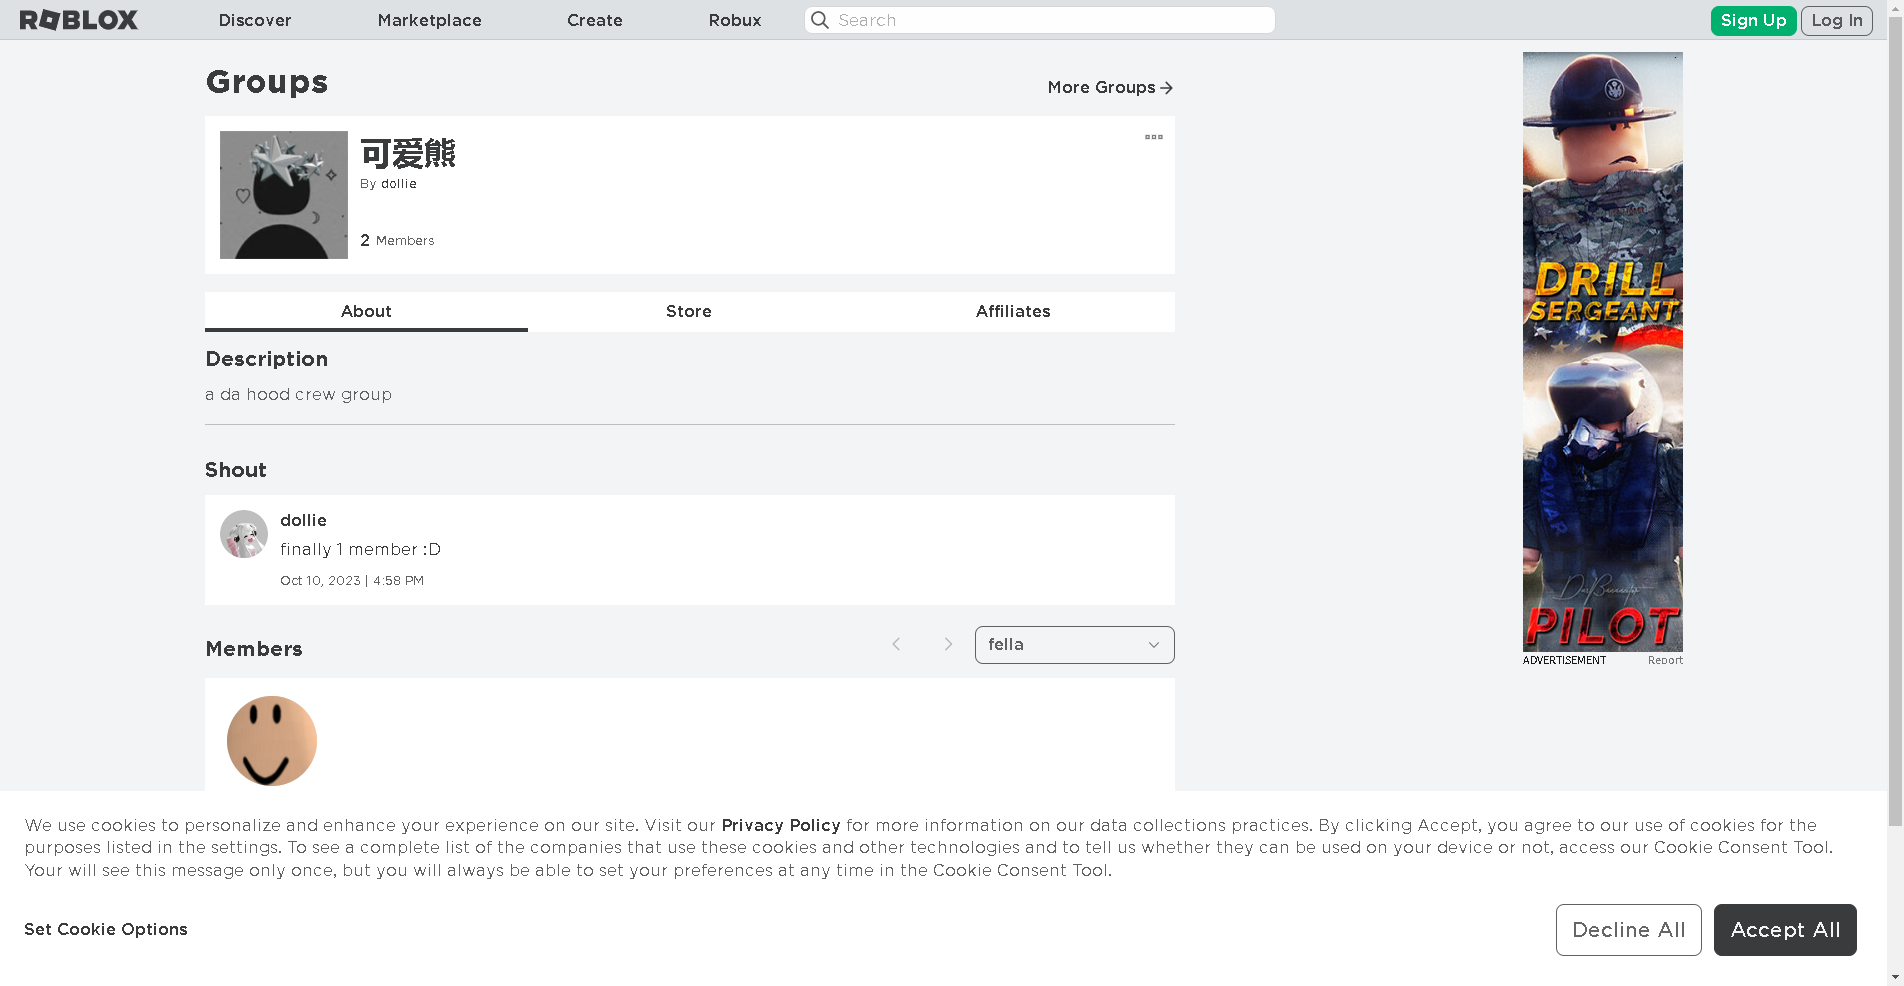 ROBLOX
Discover
Marketplace
Create
Robux
Search
Sign Up
Log In
Groups
More Groups
可爱熊
By dollie
2 Members
About
Store
Affiliates
Description
a da hood crew group
Shout
dollie
finally 1 member :D
Oct 10, 2023 | 4:58 PM
Members
fella
DRILL
SERGEANT
CAVIAR
PILOT
ADVERTISEMENT
Report
We use cookies to personalize and enhance your experience on our site. Visit our Privacy Policy for more information on our data collections practices. By clicking Accept, you agree to our use of cookies for the
purposes listed in the settings. To see a complete list of the companies that use these cookies and other technologies and to tell us whether they can be used on your device or not, access our Cookie Consent Tool.
Your will see this message only once, but you will always be able to set your preferences at any time in the Cookie Consent Tool.
Set Cookie Options
Decline All
Accept All